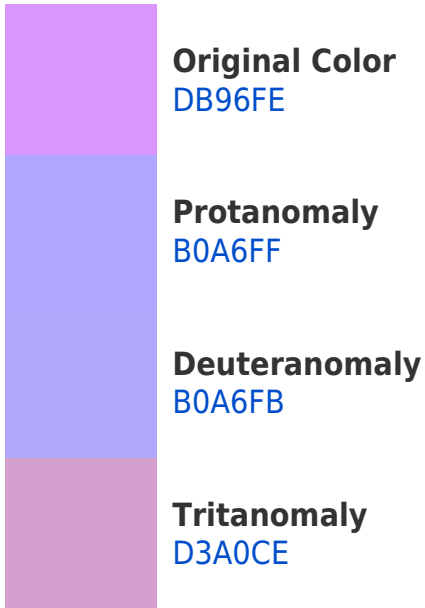 Original Color
DB96FE
Protanomaly
B0A6FF
Deuteranomaly
B0A6FB
Tritanomaly
D3A0CE